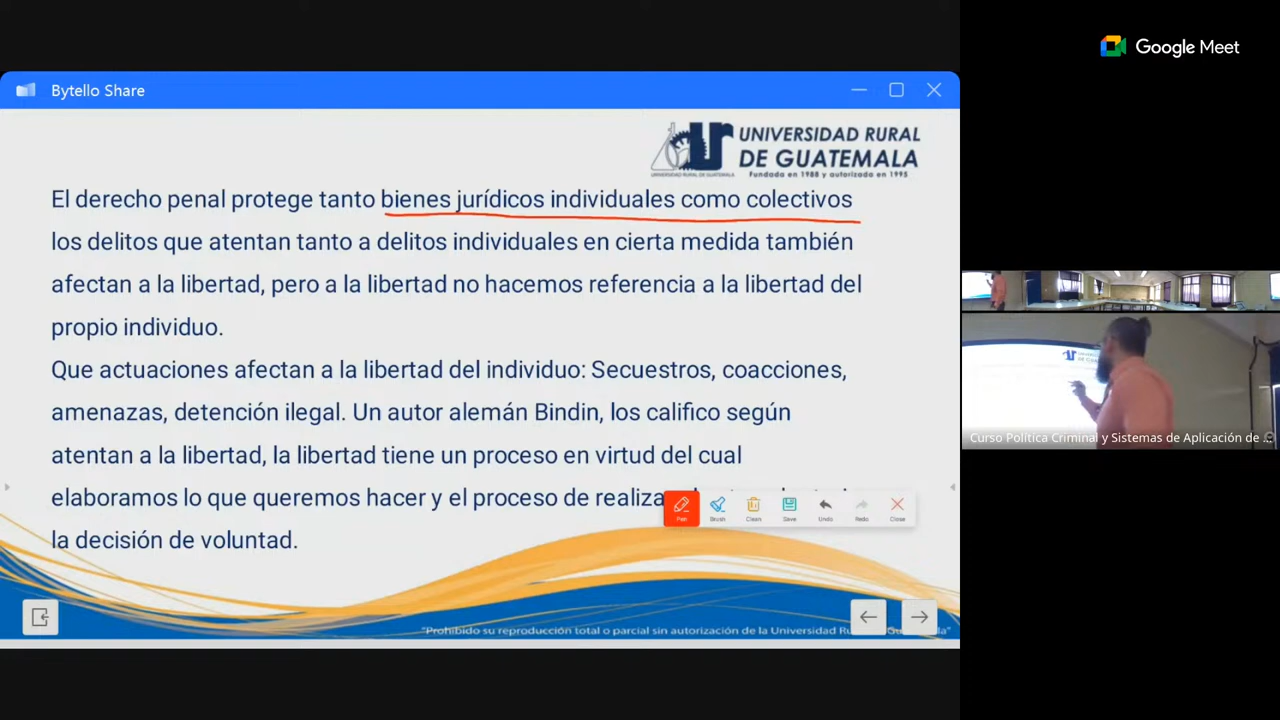 Google Meet
Bytello Share
UNIVERSIDAD RURAL
DE GUATEMALA
Fundada en 1988 y autorizada en 1995
UNIVERSIDAD RURAL DE GUATEMALA
El derecho penal protege tanto bienes jurídicos individuales como colectivos
los delitos que atentan tanto a delitos individuales en cierta medida también
afectan a la libertad, pero a la libertad no hacemos referencia a la libertad del
propio individuo.
Que actuaciones afectan a la libertad del individuo: Secuestros, coacciones,
amenazas, detención ilegal. Un autor alemán Bindin, los califico según
atentan a la libertad, la libertad tiene un proceso en virtud del cual
elaboramos lo que queremos hacer y el proceso de realiza
la decisión de voluntad.
Pen Brush Clean Save Undo Redo Close
"Prohibido su reproducción total o parcial sin autorización de la Universidad
Curso Política Criminal y Sistemas de Aplicación de ...